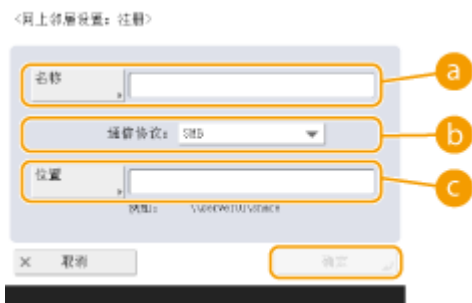 <网上邻居设置：注册>
名称
a
通信协议： SMB
b
位置
c
例如： \\server01\share
× 取消
确定